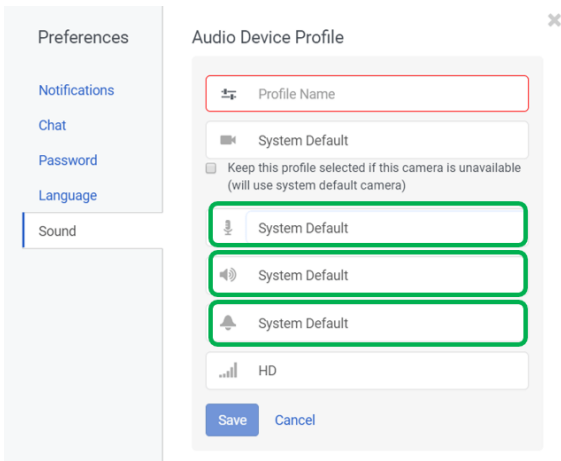 Preferences
Notifications
Chat
Password
Language
Sound
Audio Device Profile
Profile Name
System Default
Keep this profile selected if this camera is unavailable
(will use system default camera)
System Default
System Default
System Default
HD
Save Cancel